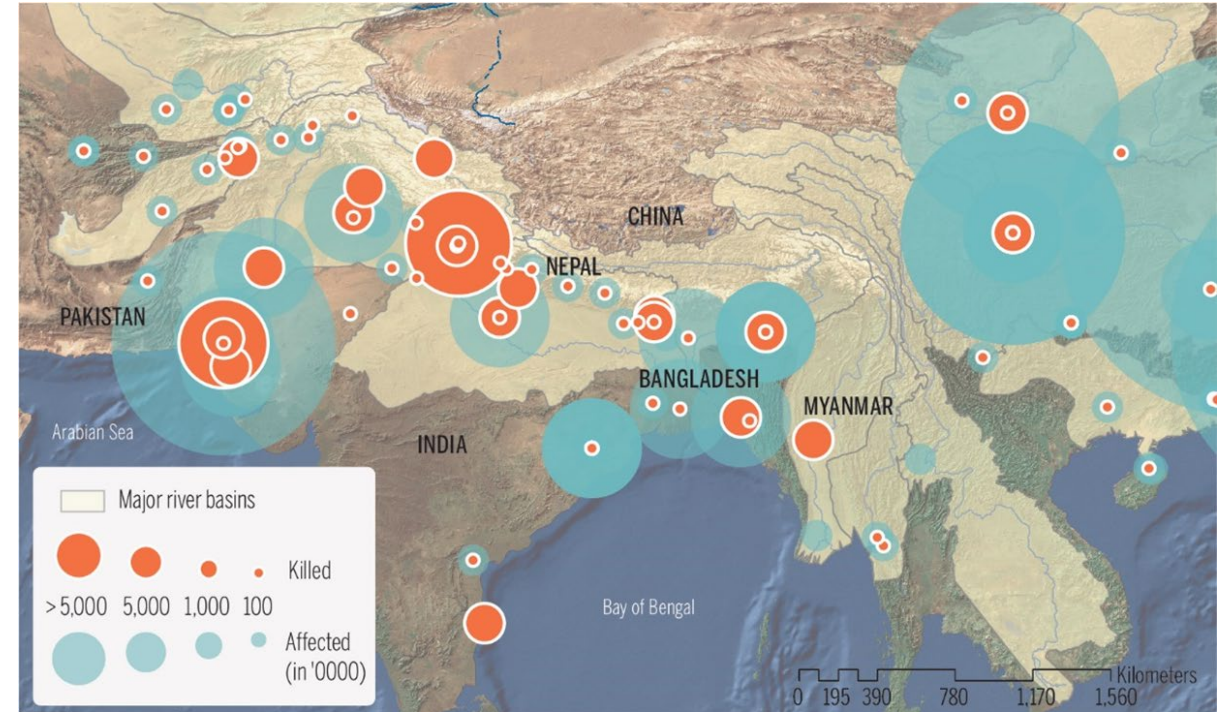 CHINA
NEPAL
PAKISTAN
BANGLADESH
MYANMAR
Arabian Sea
INDIA
Major river basins
Killed
> 5,000 5,000 1,000 100
Affected
(in '0000)
Bay of Bengal
Kilometers
0 195 390 780 1,170 1,560